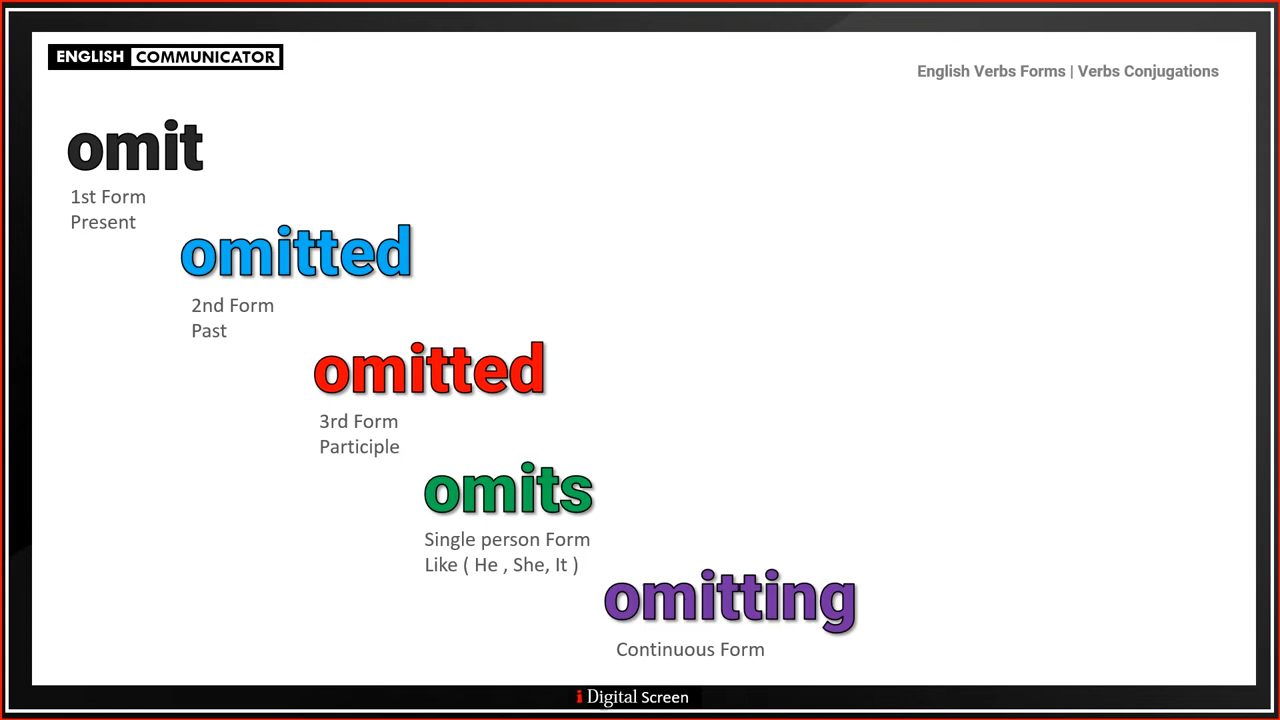 ENGLISH COMMUNICATOR
English Verbs Forms | Verbs Conjugations
omit
1st Form
Present
omitted
2nd Form
Past
omitted
3rd Form
Participle
omits
Single person Form
Like ( He , She, It )
omitting
Continuous Form
i Digital Screen